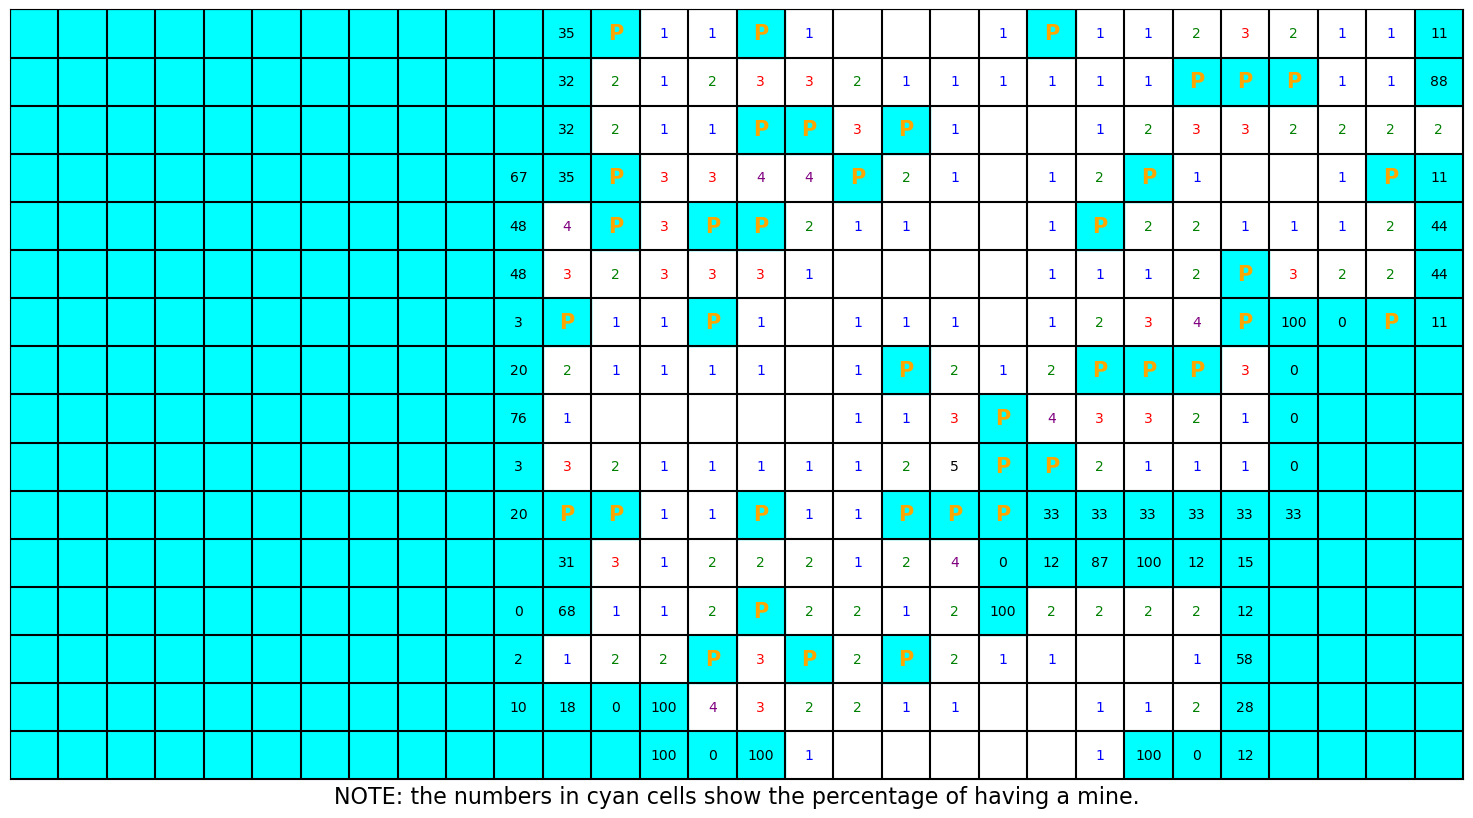 35 P 1 1 P 1 1 P 1 1 2 3 2 1 1 11
32 2 1 2 3 3 2 1 1 1 1 1 1 P P P 1 1 88
32 2 1 1 P P 3 P 1 1 2 3 3 2 2 2 2
67 35 P 3 3 4 4 P 2 1 1 2 P 1 1 P 11
48 4 P 3 P P 2 1 1 1 P 2 2 1 1 1 2 44
48 3 2 3 3 3 1 1 1 1 2 P 3 2 2 44
3 P 1 1 P 1 1 1 1 1 2 3 4 P 100 0 P 11
20 2 1 1 1 1 1 P 2 1 2 P P P 3 0
76 1 1 1 3 P 4 3 3 2 1 0
3 3 2 1 1 1 1 1 2 5 P P 2 1 1 1 0
20 P P 1 1 P 1 1 P P P 33 33 33 33 33 33
31 3 1 2 2 2 1 2 4 0 12 87 100 12 15
0 68 1 1 2 P 2 2 1 2 100 2 2 2 2 12
2 1 2 2 P 3 P 2 P 2 1 1 1 58
10 18 0 100 4 3 2 2 1 1 1 1 2 28
100 0 100 1 1 100 0 12
NOTE: the numbers in cyan cells show the percentage of having a mine.